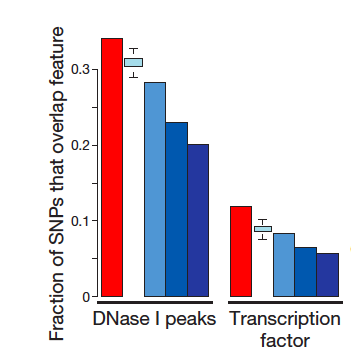 Fraction of SNPs that overlap feature
0.3
0.2
0.1
0
DNase I peaks
Transcription
factor